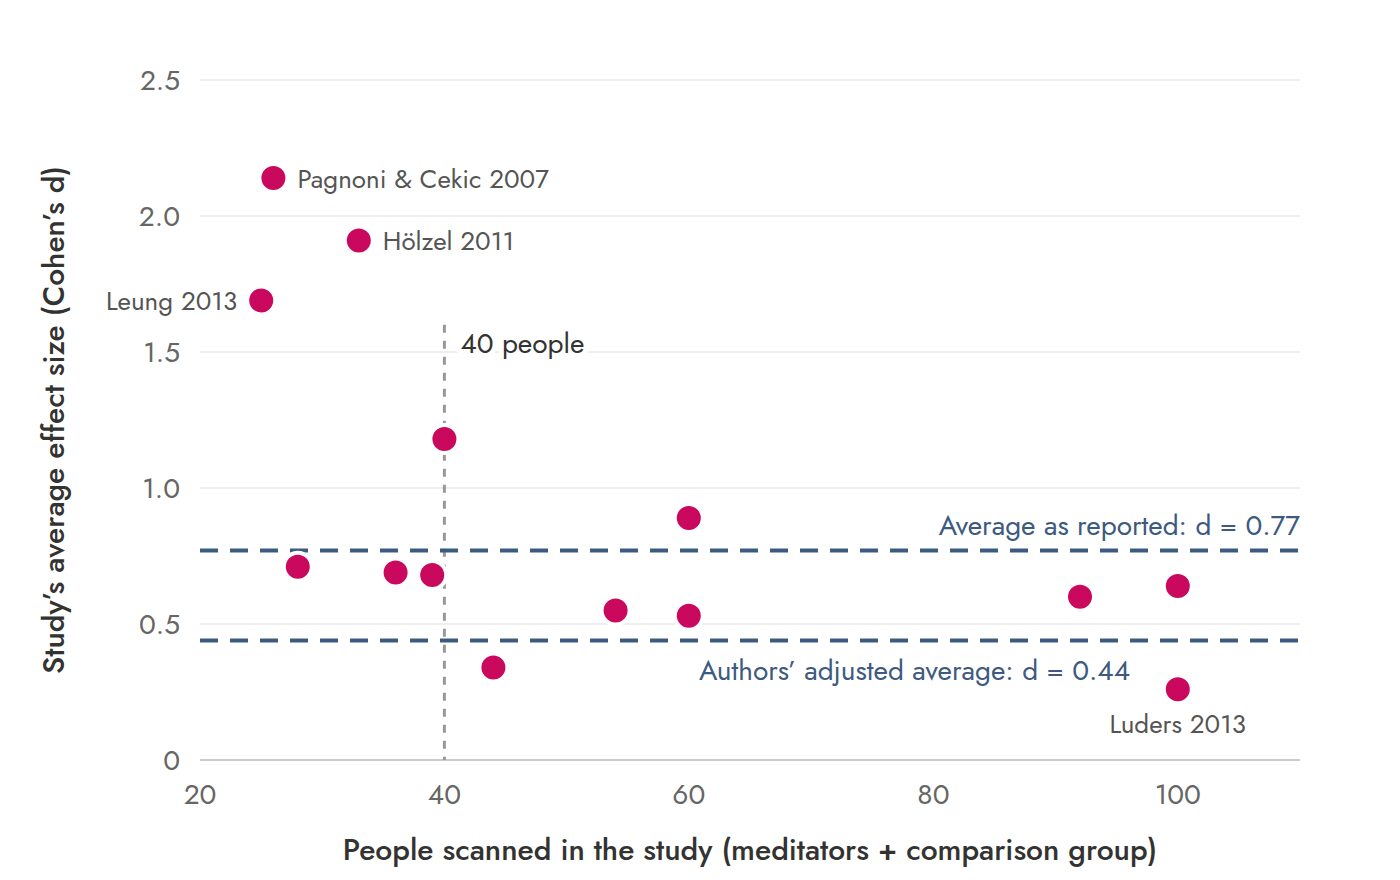 2.5
Pagnoni & Cekic 2007
2.0
Hölzel 2011
Leung 2013
1.5
40 people
1.0
Average as reported: d = 0.77
0.5
Authors’ adjusted average: d = 0.44
Luders 2013
0
20 40 60 80 100
People scanned in the study (meditators + comparison group)
Study’s average effect size (Cohen’s d)